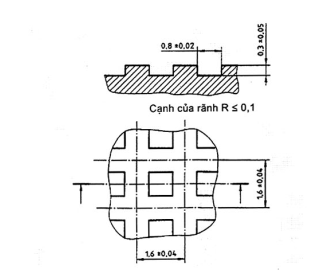 0,8 ±0,02
0,3 ±0,05
Cạnh của rãnh R ≤ 0,1
1,6 ±0,04
1,6 ±0,04